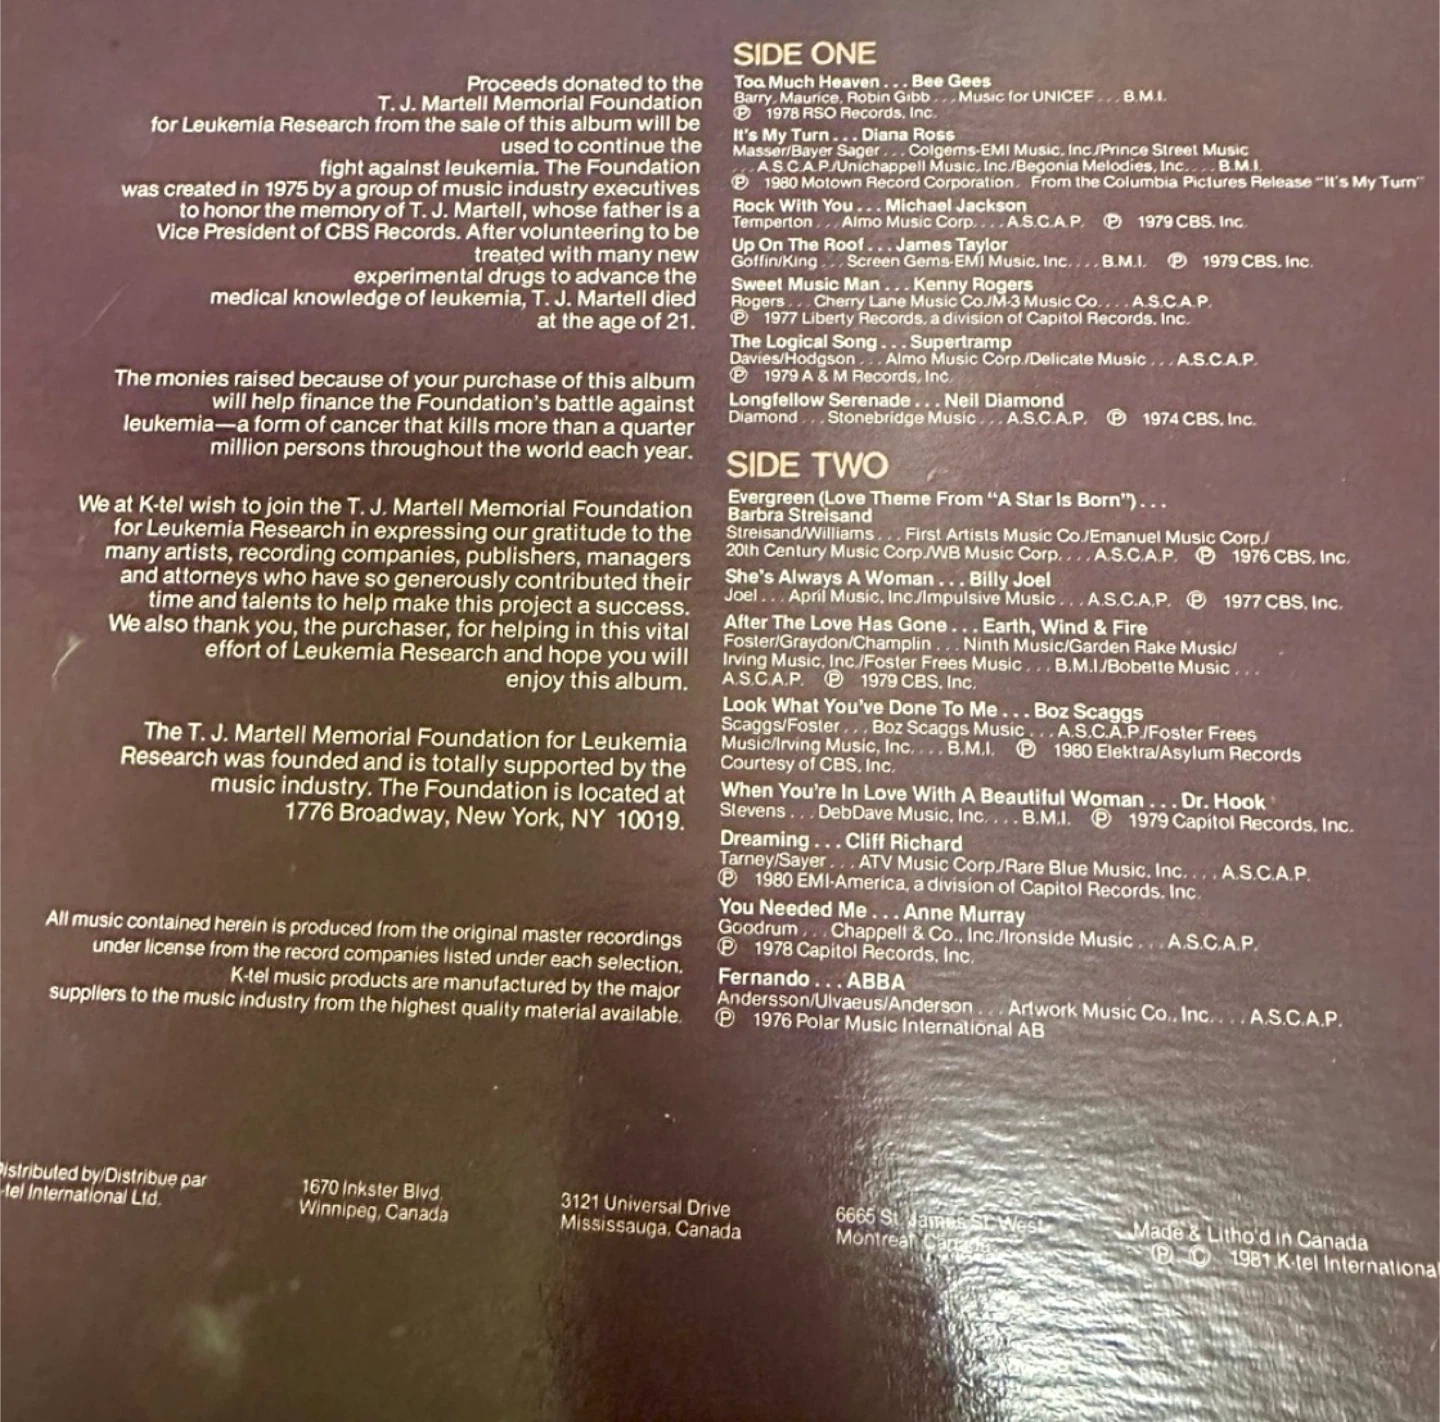 Proceeds donated to the
T. J. Martell Memorial Foundation
for Leukemia Research from the sale of this album will be
used to continue the
fight against leukemia. The Foundation
was created in 1975 by a group of music industry executives
to honor the memory of T. J. Martell, whose father is a
Vice President of CBS Records. After volunteering to be
treated with many new
experimental drugs to advance the
medical knowledge of leukemia, T. J. Martell died
at the age of 21.
The monies raised because of your purchase of this album
will help finance the Foundation's battle against
leukemia—a form of cancer that kills more than a quarter
million persons throughout the world each year.
We at K-tel wish to join the T. J. Martell Memorial Foundation
for Leukemia Research in expressing our gratitude to the
many artists, recording companies, publishers, managers
and attorneys who have so generously contributed their
time and talents to help make this project a success.
We also thank you, the purchaser, for helping in this vital
effort of Leukemia Research and hope you will
enjoy this album.
The T. J. Martell Memorial Foundation for Leukemia
Research was founded and is totally supported by the
music industry. The Foundation is located at
1776 Broadway, New York, NY 10019.
All music contained herein is produced from the original master recordings
under license from the record companies listed under each selection.
K-tel music products are manufactured by the major
suppliers to the music industry from the highest quality material available.
SIDE ONE
Too Much Heaven . . . Bee Gees
Barry, Maurice, Robin Gibb . . . Music for UNICEF . . . B.M.I.
Ⓟ 1978 RSO Records, Inc.
It's My Turn . . . Diana Ross
Masser/Bayer Sager . . . Colgems-EMI Music, Inc./Prince Street Music
. . . A.S.C.A.P./Unichappell Music, Inc./Begonia Melodies, Inc. . . . B.M.I.
Ⓟ 1980 Motown Record Corporation. From the Columbia Pictures Release "It's My Turn"
Rock With You . . . Michael Jackson
Temperton . . . Almo Music Corp. . . . A.S.C.A.P. Ⓟ 1979 CBS, Inc.
Up On The Roof . . . James Taylor
Goffin/King . . . Screen Gems-EMI Music, Inc. . . . B.M.I. Ⓟ 1979 CBS, Inc.
Sweet Music Man . . . Kenny Rogers
Rogers . . . Cherry Lane Music Co./M-3 Music Co. . . . A.S.C.A.P.
Ⓟ 1977 Liberty Records, a division of Capitol Records, Inc.
The Logical Song . . . Supertramp
Davies/Hodgson . . . Almo Music Corp./Delicate Music . . . A.S.C.A.P.
Ⓟ 1979 A & M Records, Inc.
Longfellow Serenade . . . Neil Diamond
Diamond . . . Stonebridge Music . . . A.S.C.A.P. Ⓟ 1974 CBS, Inc.
SIDE TWO
Evergreen (Love Theme From "A Star Is Born") . . .
Barbra Streisand
Streisand/Williams . . . First Artists Music Co./Emanuel Music Corp./
20th Century Music Corp./WB Music Corp. . . . A.S.C.A.P. Ⓟ 1976 CBS, Inc.
She's Always A Woman . . . Billy Joel
Joel . . . April Music, Inc./Impulsive Music . . . A.S.C.A.P. Ⓟ 1977 CBS, Inc.
After The Love Has Gone . . . Earth, Wind & Fire
Foster/Graydon/Champlin . . . Ninth Music/Garden Rake Music/
Irving Music, Inc./Foster Frees Music . . . B.M.I./Bobette Music . . .
A.S.C.A.P. Ⓟ 1979 CBS, Inc.
Look What You've Done To Me . . . Boz Scaggs
Scaggs/Foster . . . Boz Scaggs Music . . . A.S.C.A.P./Foster Frees
Music/Irving Music, Inc. . . . B.M.I. Ⓟ 1980 Elektra/Asylum Records
Courtesy of CBS, Inc.
When You're In Love With A Beautiful Woman . . . Dr. Hook
Stevens . . . DebDave Music, Inc. . . . B.M.I. Ⓟ 1979 Capitol Records, Inc.
Dreaming . . . Cliff Richard
Tarney/Sayer . . . ATV Music Corp./Rare Blue Music, Inc. . . . A.S.C.A.P.
Ⓟ 1980 EMI-America, a division of Capitol Records, Inc.
You Needed Me . . . Anne Murray
Goodrum . . . Chappell & Co., Inc./Ironside Music . . . A.S.C.A.P.
Ⓟ 1978 Capitol Records, Inc.
Fernando . . . ABBA
Andersson/Ulvaeus/Anderson . . . Artwork Music Co., Inc. . . . A.S.C.A.P.
Ⓟ 1976 Polar Music International AB
Distributed by/Distribue par
-tel International Ltd.
1670 Inkster Blvd.
Winnipeg, Canada
3121 Universal Drive
Mississauga, Canada
6665 St. James St. West
Montreal, Canada
Made & Litho'd in Canada
Ⓟ © 1981 K-tel International